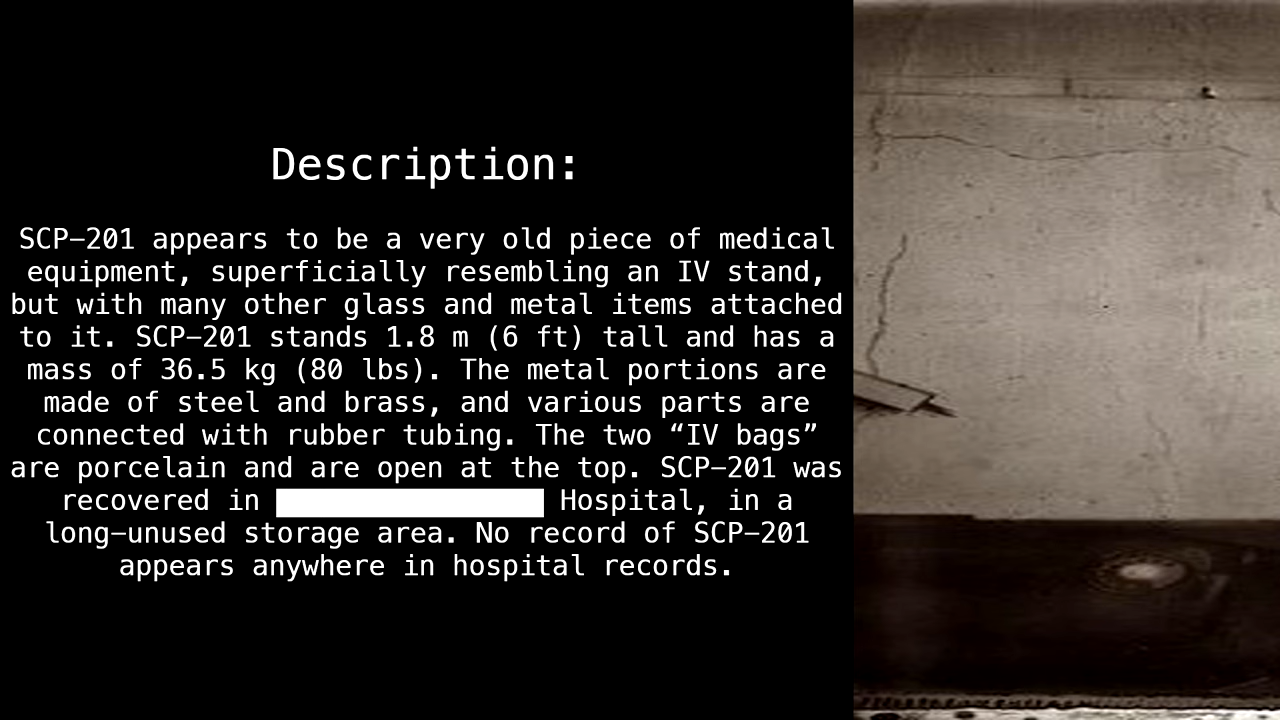 Description:
SCP–201 appears to be a very old piece of medical
equipment, superficially resembling an IV stand,
but with many other glass and metal items attached
to it. SCP–201 stands 1.8 m (6 ft) tall and has a
mass of 36.5 kg (80 lbs). The metal portions are
made of steel and brass, and various parts are
connected with rubber tubing. The two “IV bags”
are porcelain and are open at the top. SCP–201 was
recovered in Hospital, in a
long–unused storage area. No record of SCP–201
appears anywhere in hospital records.